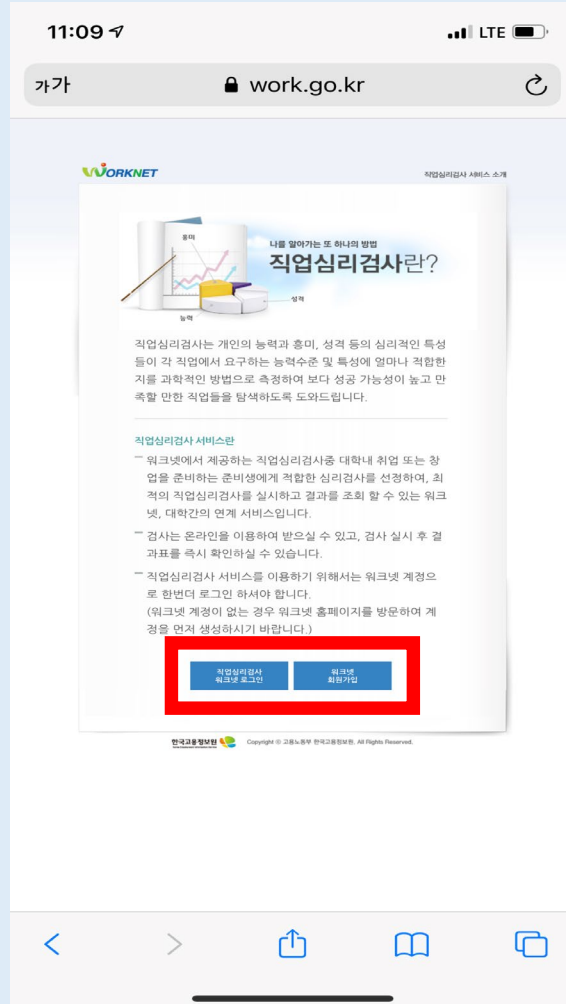 11:09
LTE
가가
work.go.kr
WORKNET
직업심리검사 서비스 소개
흥미
성격
능력
나를 알아가는 또 하나의 방법
직업심리검사란?
직업심리검사는 개인의 능력과 흥미, 성격 등의 심리적인 특성
등이 각 직업에서 요구하는 능력수준 및 특성에 얼마나 적합한
지를 과학적인 방법으로 측정하여 보다 성공 가능성이 높고 만
족할 만한 직업들을 탐색하도록 도와드립니다.
직업심리검사 서비스란
워크넷에서 제공하는 직업심리검사중 대학내 취업 또는 창
업을 준비하는 준비생에게 적합한 심리검사를 선정하여, 최
적의 직업심리검사를 실시하고 결과를 조회 할 수 있는 워크
넷, 대학간의 연계 서비스입니다.
검사는 온라인을 이용하여 받으실 수 있고, 검사 실시 후 결
과표를 즉시 확인하실 수 있습니다.
직업심리검사 서비스를 이용하기 위해서는 워크넷 계정으
로 한번더 로그인 하셔야 합니다.
(워크넷 계정이 없는 경우 워크넷 홈페이지를 방문하여 계
정을 먼저 생성하시기 바랍니다.)
직업심리검사
워크넷 로그인
워크넷
회원가입
한국고용정보원
Copyright © 고용노동부 한국고용정보원. All Rights Reserved.